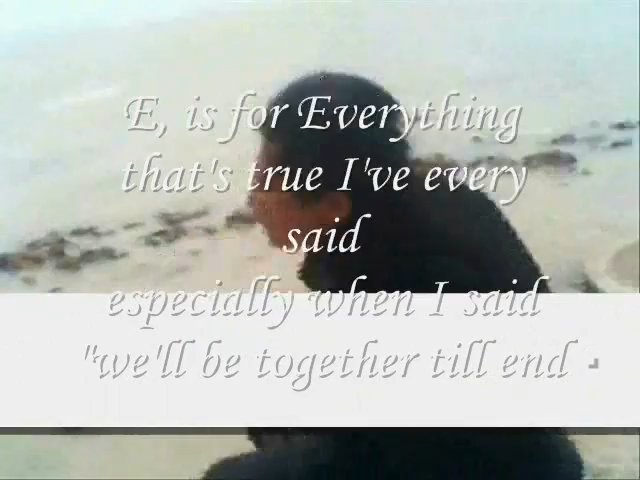 E, is for Everything
that's true I've every
said
especially when I said
"we'll be together till end